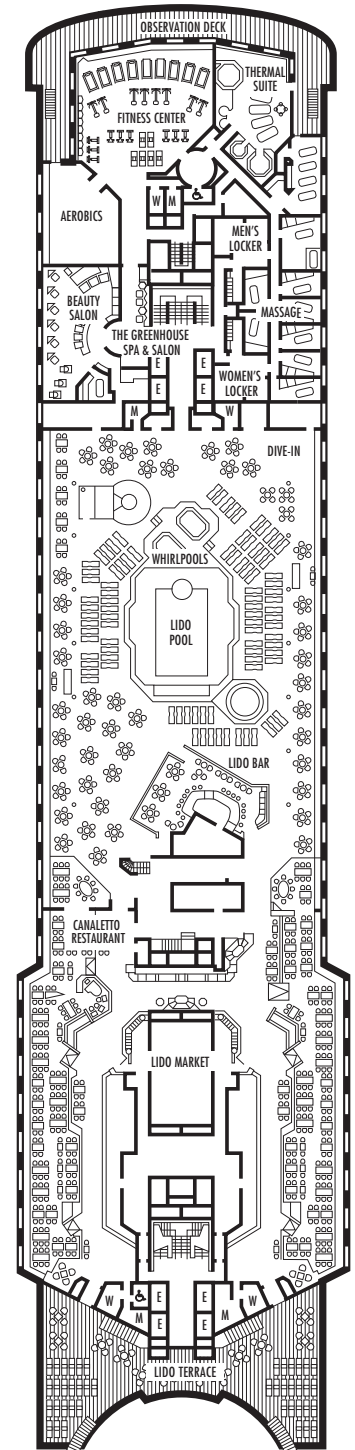 OBSERVATION DECK
THERMAL
SUITE
FITNESS CENTER
W M
AEROBICS
MEN'S
LOCKER
BEAUTY
SALON
MASSAGE
THE GREENHOUSE
SPA & SALON
E E
E E
WOMEN'S
LOCKER
M W
DIVE-IN
WHIRLPOOLS
LIDO
POOL
LIDO BAR
CANALETTO
RESTAURANT
LIDO MARKET
W E E W
M E E M
LIDO TERRACE